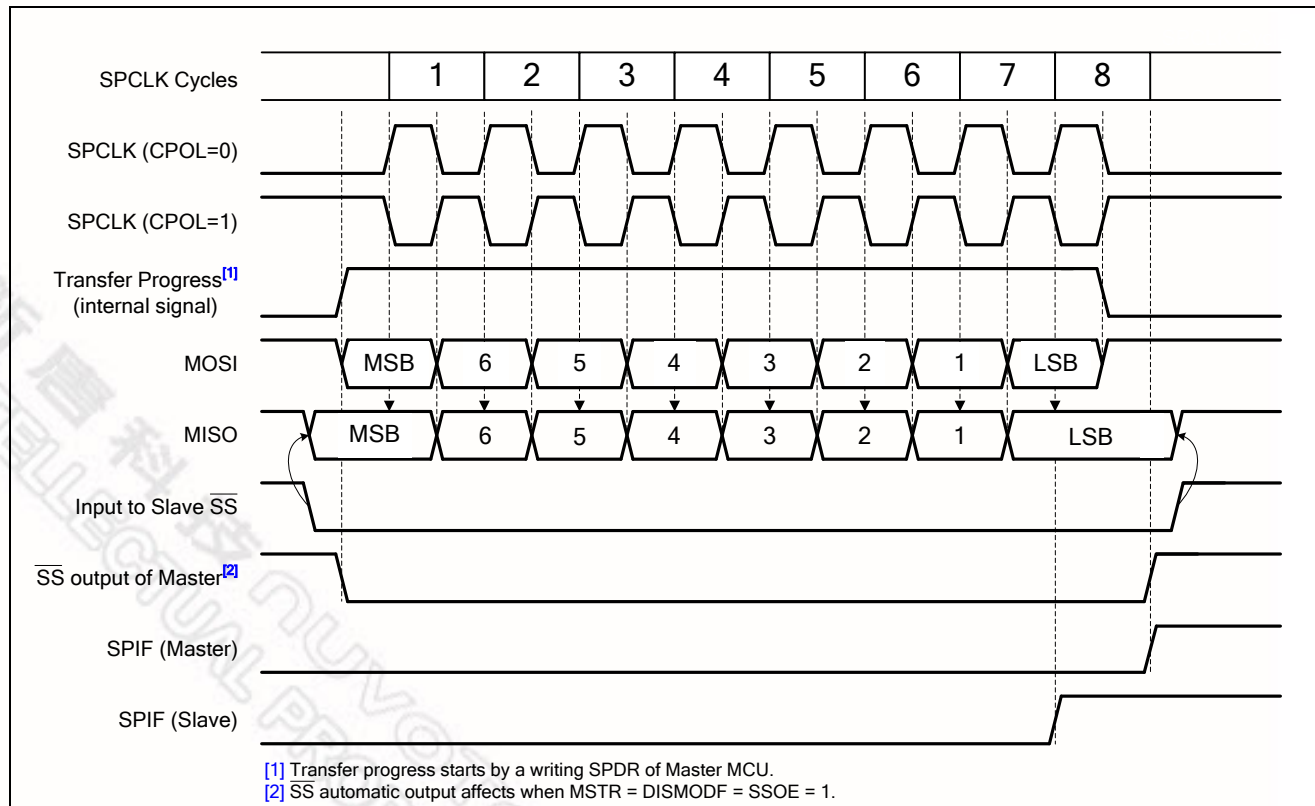 SPCLK Cycles 1 2 3 4 5 6 7 8
SPCLK (CPOL=0)
SPCLK (CPOL=1)
Transfer Progress[1]
(internal signal)
MOSI MSB 6 5 4 3 2 1 LSB
MISO MSB 6 5 4 3 2 1 LSB
Input to Slave S̅S̅
S̅S̅ output of Master[2]
SPIF (Master)
SPIF (Slave)
[1] Transfer progress starts by a writing SPDR of Master MCU.
[2] S̅S̅ automatic output affects when MSTR = DISMODF = SSOE = 1.
科技 nuvoTo